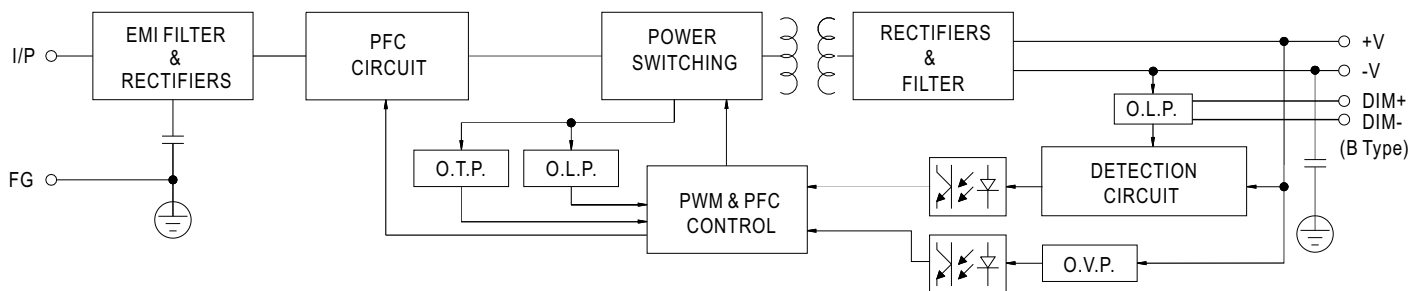 I/P
EMI FILTER
&
RECTIFIERS
PFC
CIRCUIT
POWER
SWITCHING
RECTIFIERS
&
FILTER
+V
-V
DIM+
DIM-
(B Type)
O.L.P.
O.T.P.
O.L.P.
FG
PWM & PFC
CONTROL
DETECTION
CIRCUIT
O.V.P.